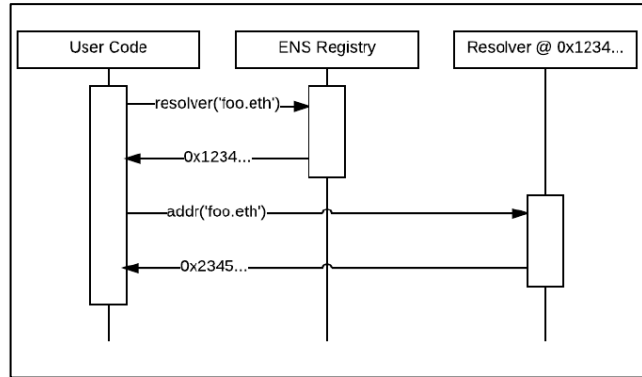 User Code
ENS Registry
Resolver @ 0x1234...
resolver('foo.eth')
0x1234...
addr('foo.eth')
0x2345...